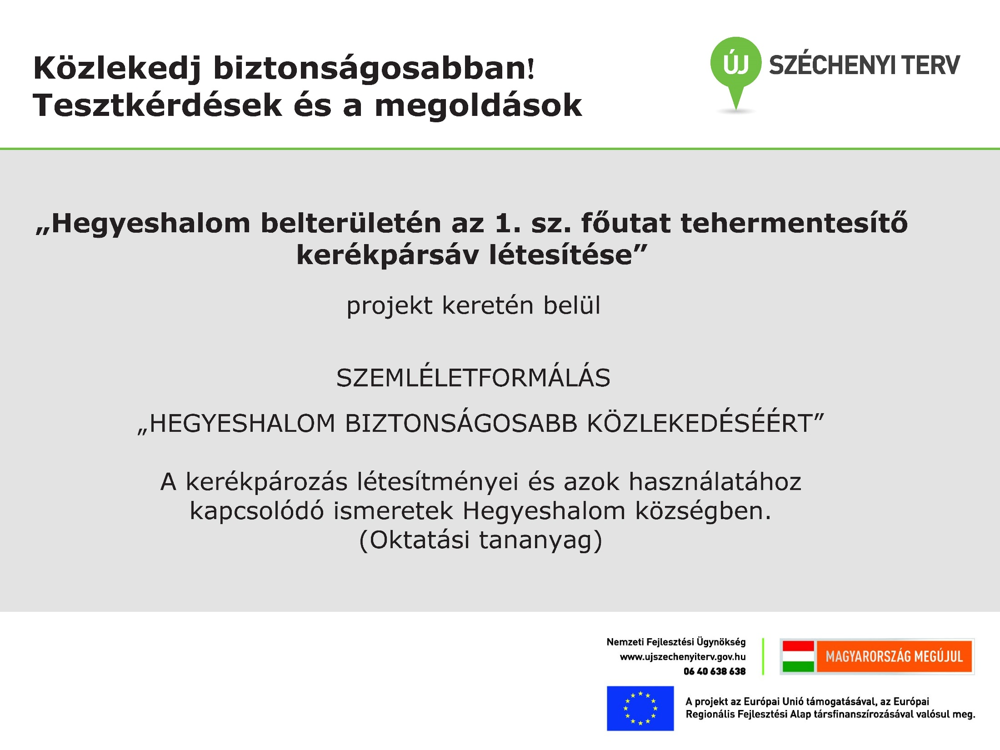 Közlekedj biztonságosabban!
Tesztkérdések és a megoldások
ÚJ SZÉCHENYI TERV
„Hegyeshalom belterületén az 1. sz. főutat tehermentesítő
kerékpársáv létesítése”
projekt keretén belül
SZEMLÉLETFORMÁLÁS
„HEGYESHALOM BIZTONSÁGOSABB KÖZLEKEDÉSÉÉRT”
A kerékpározás létesítményei és azok használatához
kapcsolódó ismeretek Hegyeshalom községben.
(Oktatási tananyag)
Nemzeti Fejlesztési Ügynökség
www.ujszechenyiterv.gov.hu
06 40 638 638
MAGYARORSZÁG MEGÚJUL
A projekt az Európai Unió támogatásával, az Európai
Regionális Fejlesztési Alap társfinanszírozásával valósul meg.